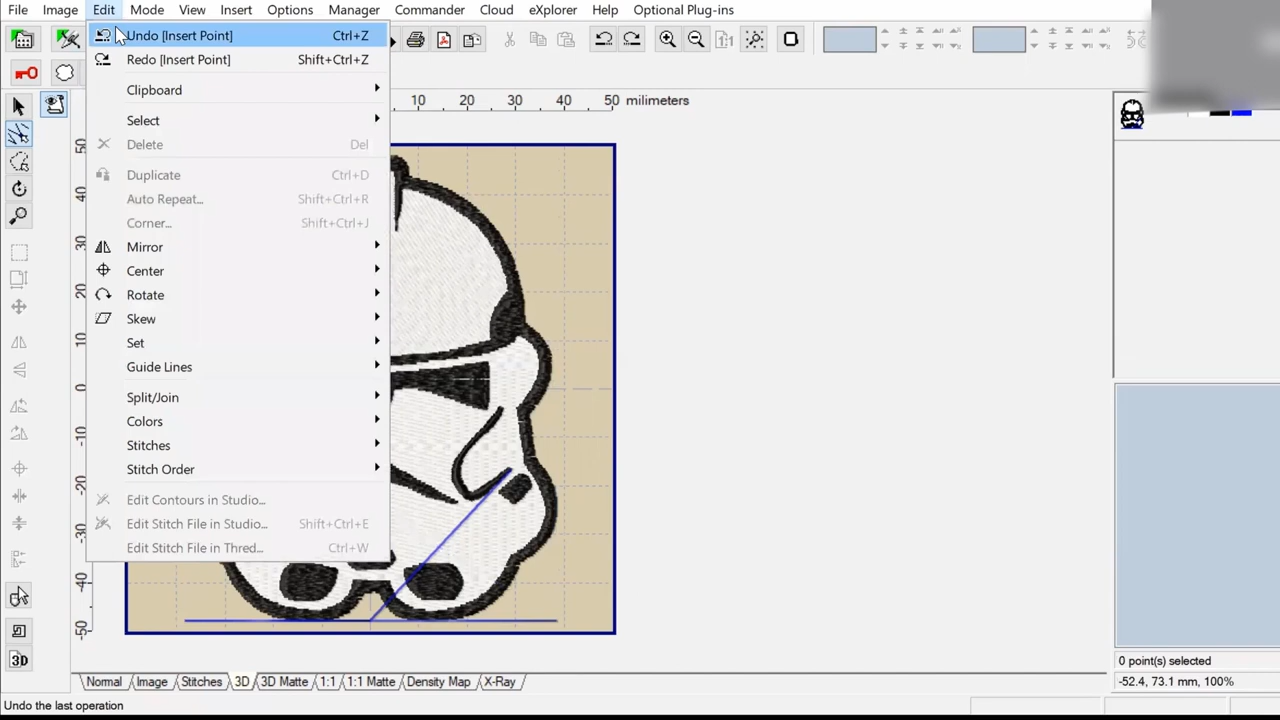 File Image Edit Mode View Insert Options Manager Commander Cloud eXplorer Help Optional Plug-ins
Undo [Insert Point] Ctrl+Z
Redo [Insert Point] Shift+Ctrl+Z
Clipboard
Select
Delete Del
Duplicate Ctrl+D
Auto Repeat... Shift+Ctrl+R
Corner... Shift+Ctrl+J
Mirror
Center
Rotate
Skew
Set
Guide Lines
Split/Join
Colors
Stitches
Stitch Order
Edit Contours in Studio...
Edit Stitch File in Studio... Shift+Ctrl+E
Edit Stitch File in Thred... Ctrl+W
1:1
10 20 30 40 50 milimeters
50
40
30
20
10
0
-10
-20
-30
-40
-50
3D
Normal Image Stitches 3D 3D Matte 1:1 1:1 Matte Density Map X-Ray
0 point(s) selected
-52.4, 73.1 mm, 100%
Undo the last operation